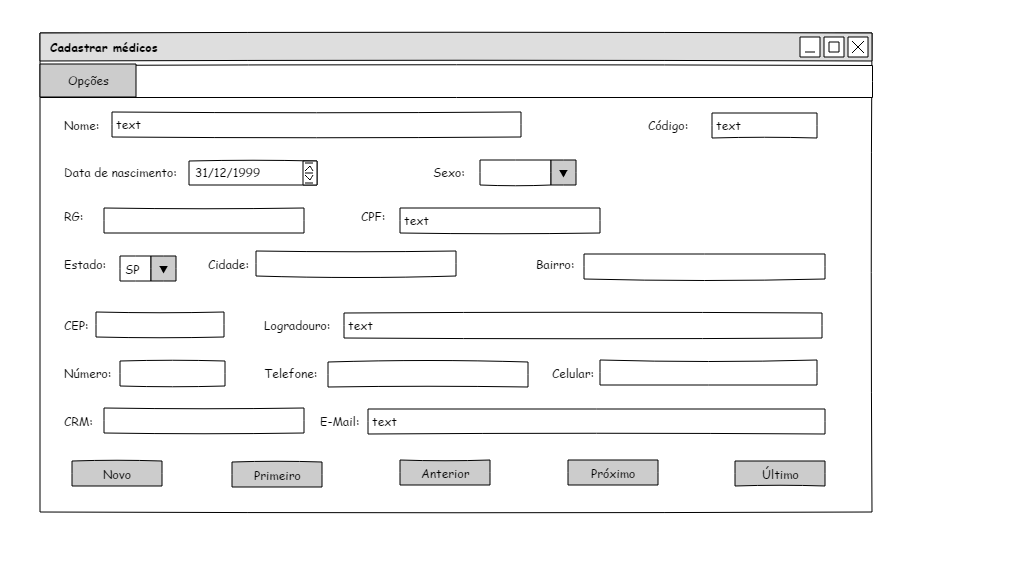 Cadastrar médicos
Opções
Nome: text Código: text
Data de nascimento: 31/12/1999 Sexo:
RG: CPF: text
Estado: SP Cidade: Bairro:
CEP: Logradouro: text
Número: Telefone: Celular:
CRM: E-Mail: text
Novo Primeiro Anterior Próximo Último